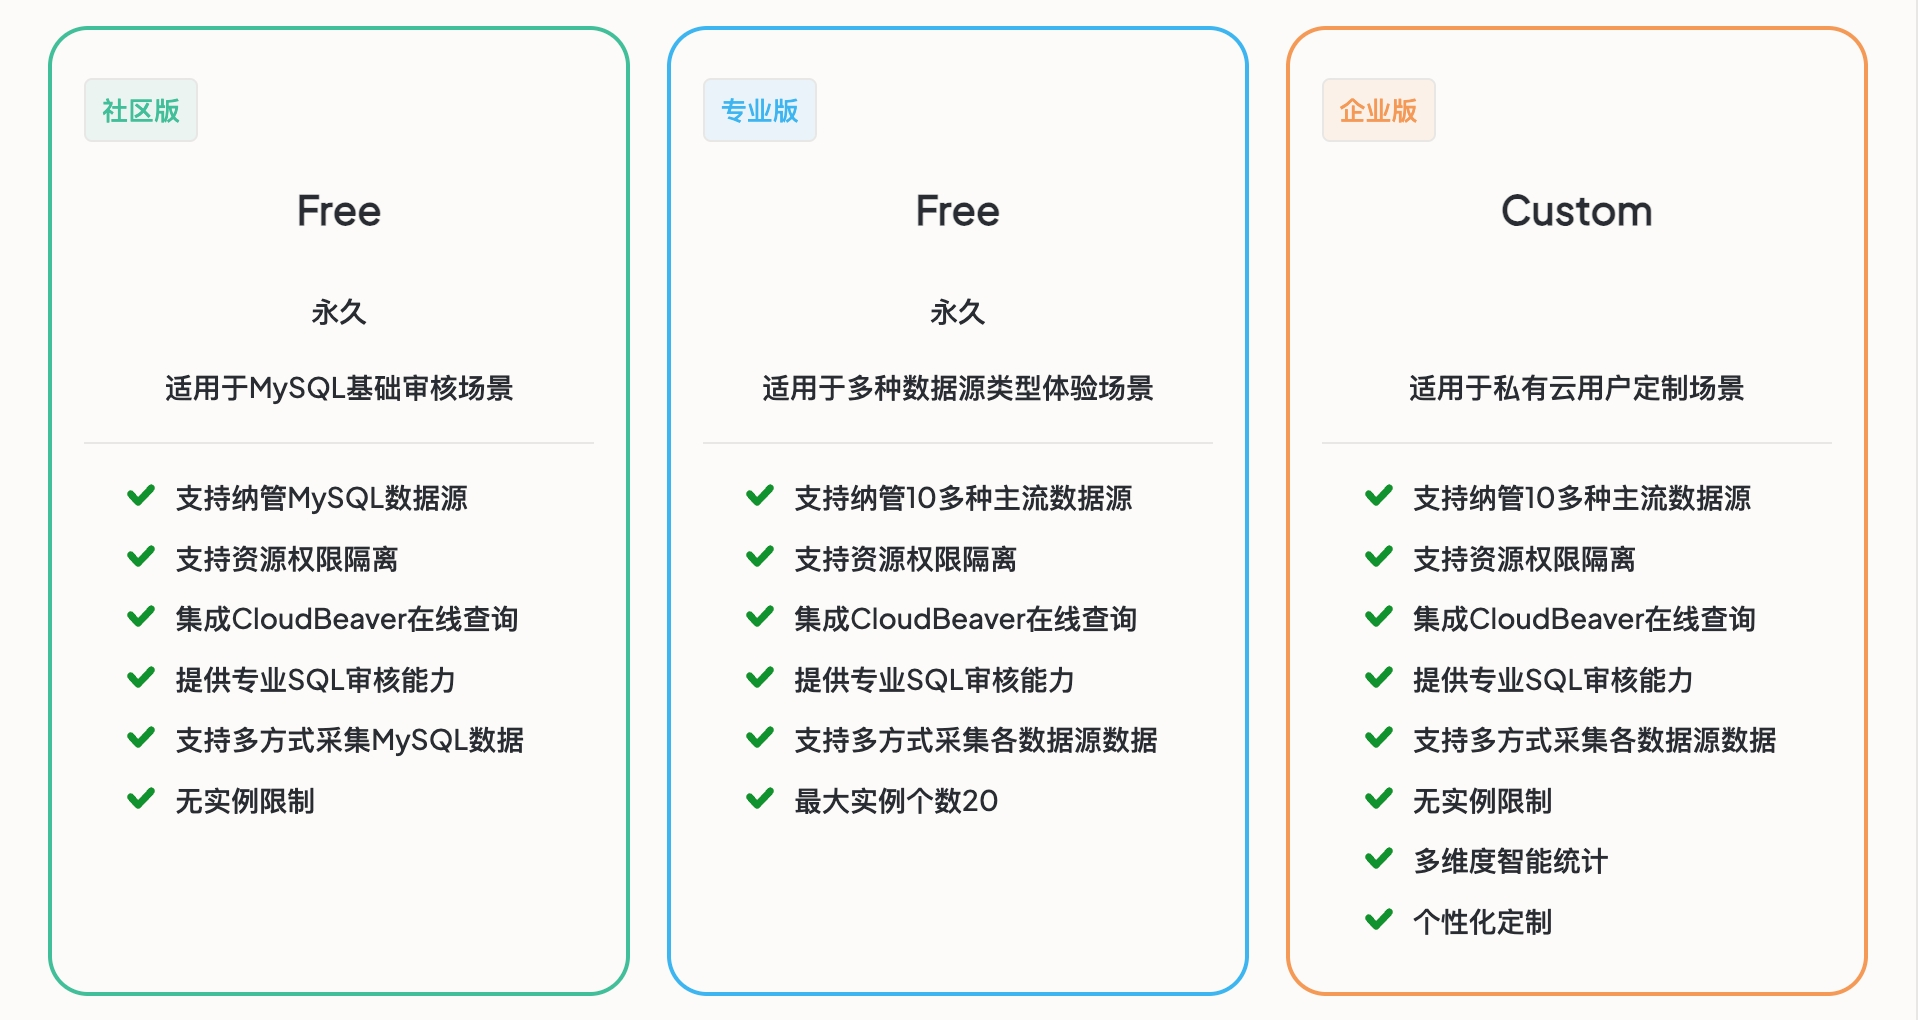 社区版
Free
永久
适用于MySQL基础审核场景
支持纳管MySQL数据源
支持资源权限隔离
集成CloudBeaver在线查询
提供专业SQL审核能力
支持多方式采集MySQL数据
无实例限制
专业版
Free
永久
适用于多种数据源类型体验场景
支持纳管10多种主流数据源
支持资源权限隔离
集成CloudBeaver在线查询
提供专业SQL审核能力
支持多方式采集各数据源数据
最大实例个数20
企业版
Custom
适用于私有云用户定制场景
支持纳管10多种主流数据源
支持资源权限隔离
集成CloudBeaver在线查询
提供专业SQL审核能力
支持多方式采集各数据源数据
无实例限制
多维度智能统计
个性化定制